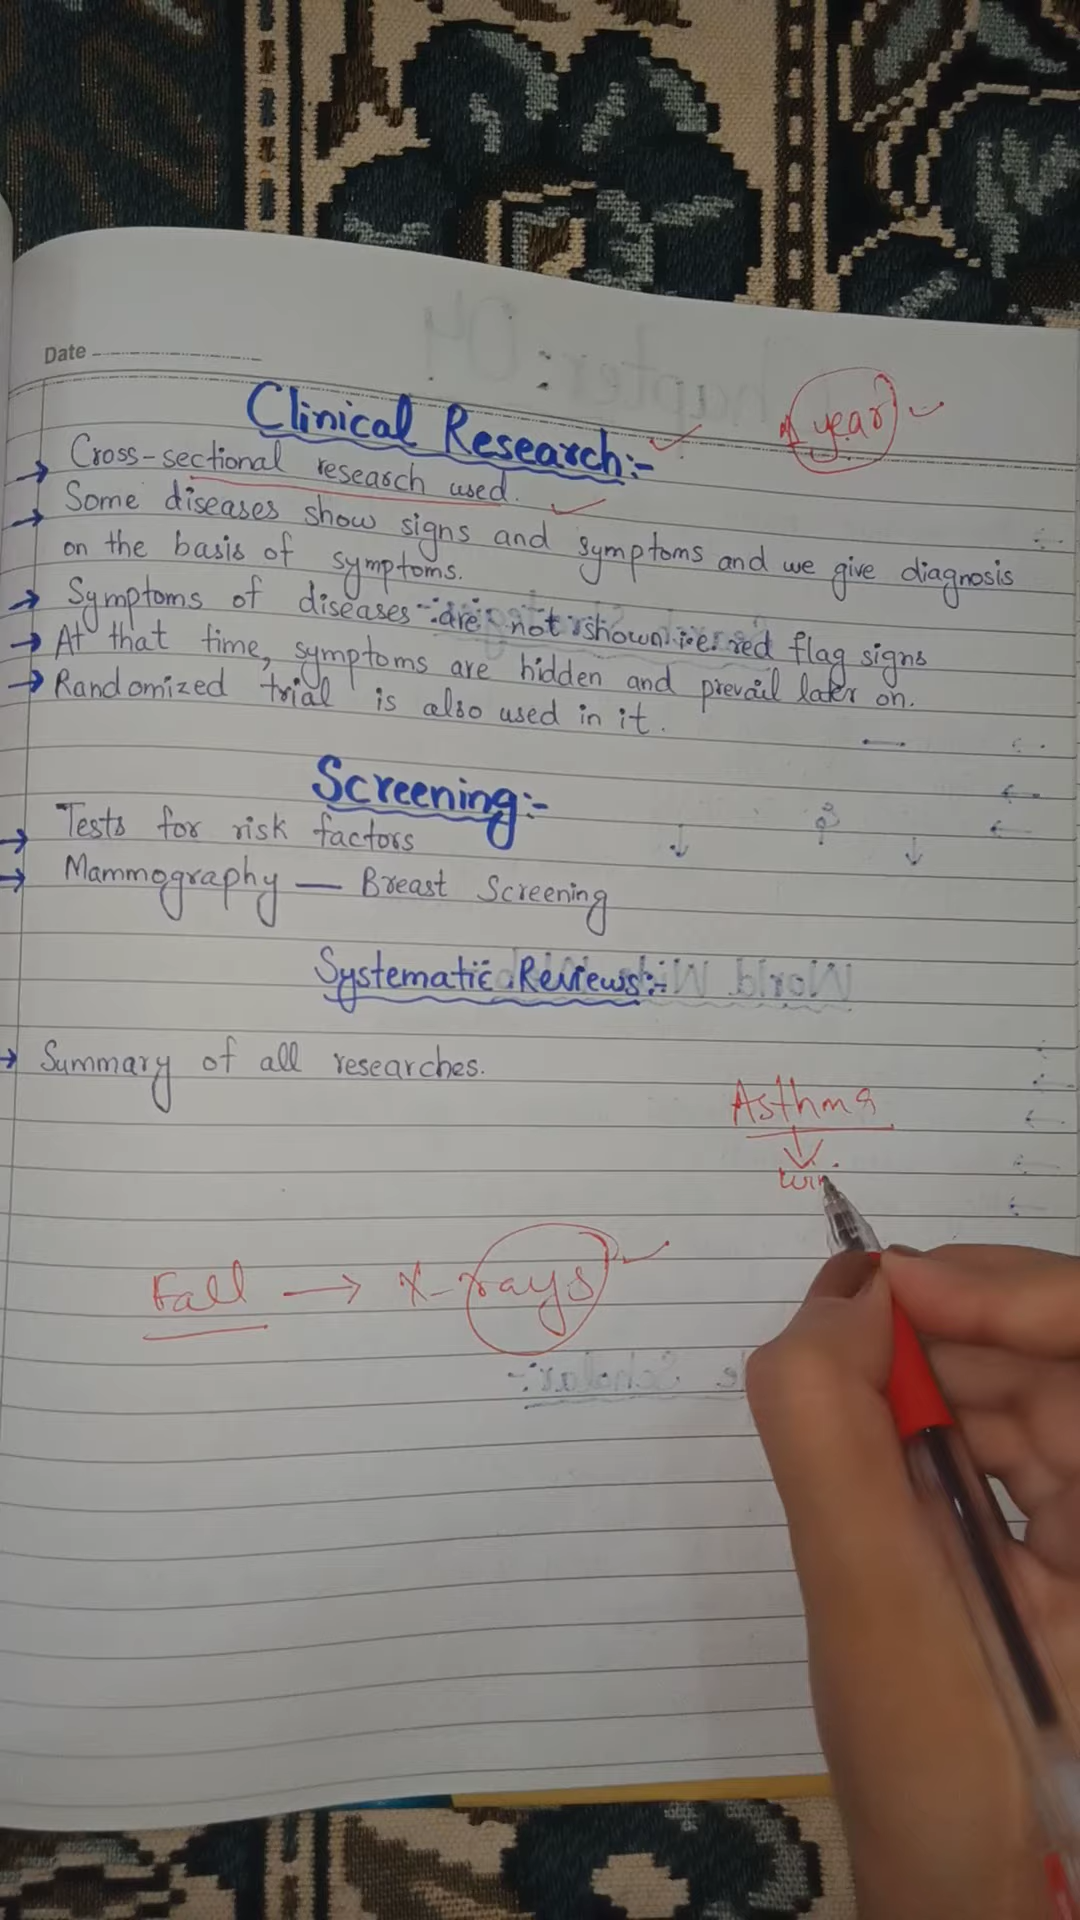 Date
Clinical Research:-
year
→ Cross-sectional research used.
→ Some diseases show signs and symptoms and we give diagnosis
on the basis of symptoms.
→ Symptoms of diseases are not shown i.e. red flag signs
→ At that time, symptoms are hidden and prevail later on.
→ Randomized trial is also used in it.
Screening:-
→ Tests for risk factors
→ Mammography — Breast Screening
Systematic Reviews:-
→ Summary of all researches.
Asthma
↓
Fall → X-rays